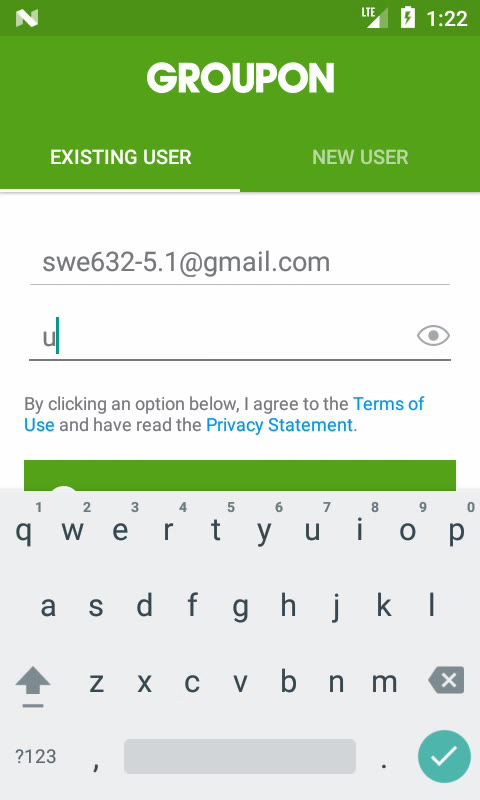 LTE 1:22
GROUPON
EXISTING USER NEW USER
swe632-5.1@gmail.com
u
By clicking an option below, I agree to the Terms of
Use and have read the Privacy Statement.
1 2 3 4 5 6 7 8 9 0
q w e r t y u i o p
a s d f g h j k l
z x c v b n m
?123 , .